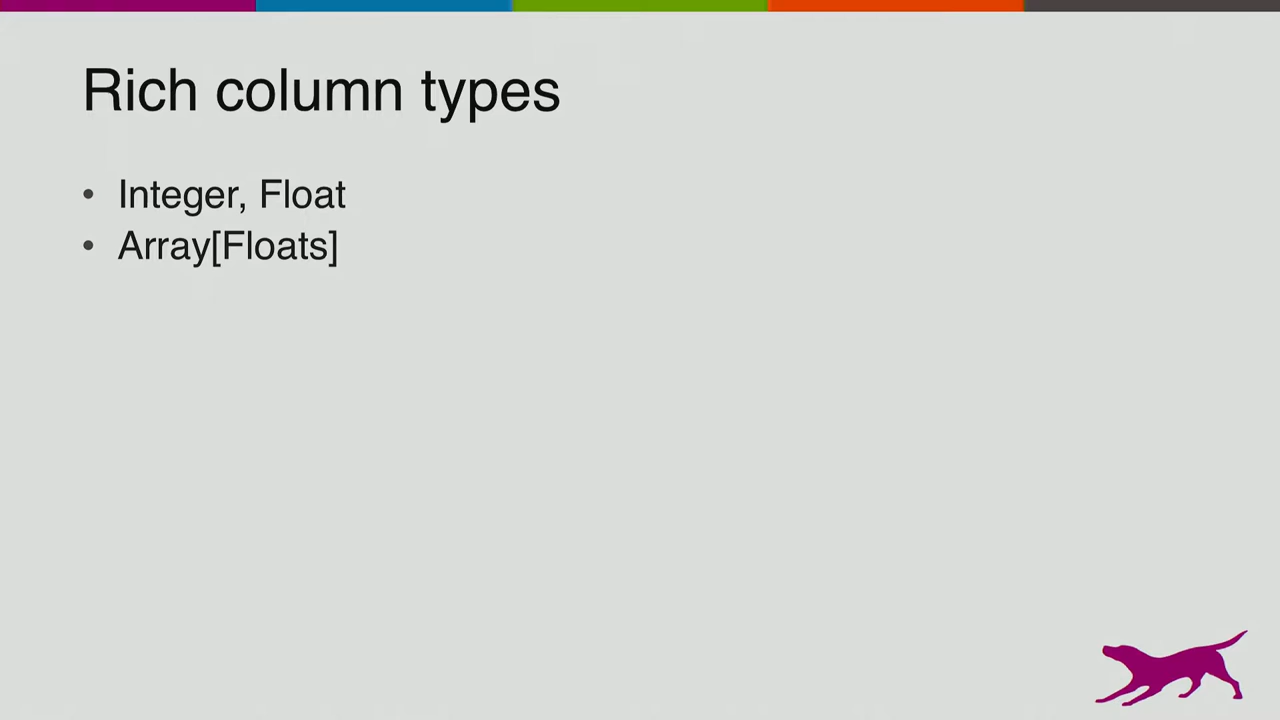 Rich column types
• Integer, Float
• Array[Floats]